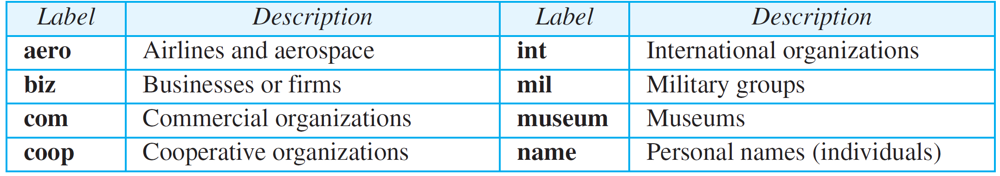 Label Description Label Description
aero Airlines and aerospace int International organizations
biz Businesses or firms mil Military groups
com Commercial organizations museum Museums
coop Cooperative organizations name Personal names (individuals)